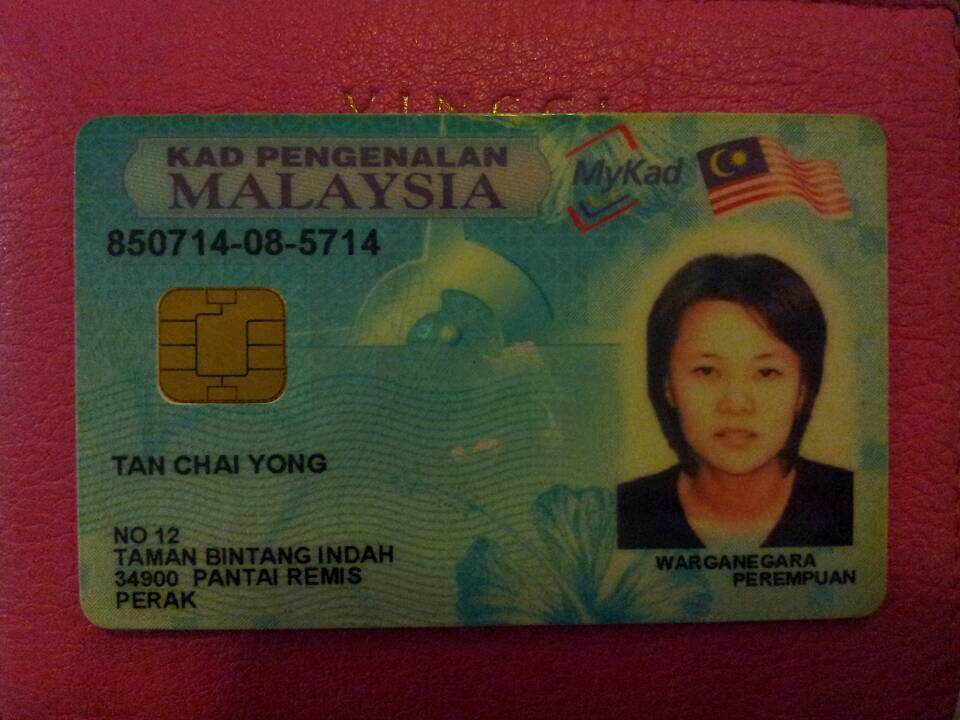 VINCCI
KAD PENGENALAN
MALAYSIA
MyKad
850714-08-5714
TAN CHAI YONG
NO 12
TAMAN BINTANG INDAH
34900 PANTAI REMIS
PERAK
WARGANEGARA
PEREMPUAN